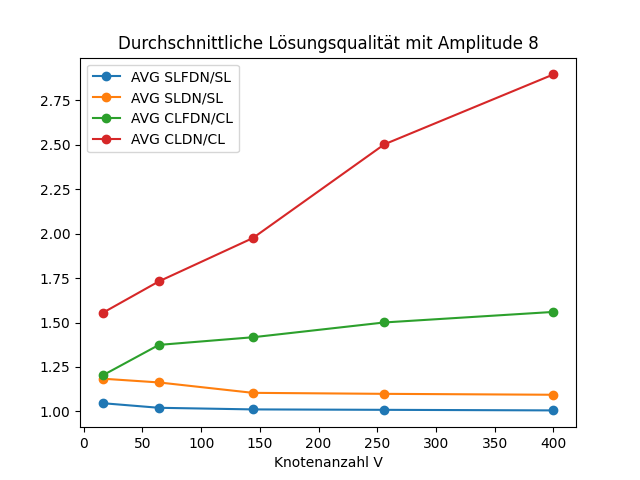 Durchschnittliche Lösungsqualität mit Amplitude 8
AVG SLFDN/SL
AVG SLDN/SL
AVG CLFDN/CL
AVG CLDN/CL
2.75
2.50
2.25
2.00
1.75
1.50
1.25
1.00
0 50 100 150 200 250 300 350 400
Knotenanzahl V